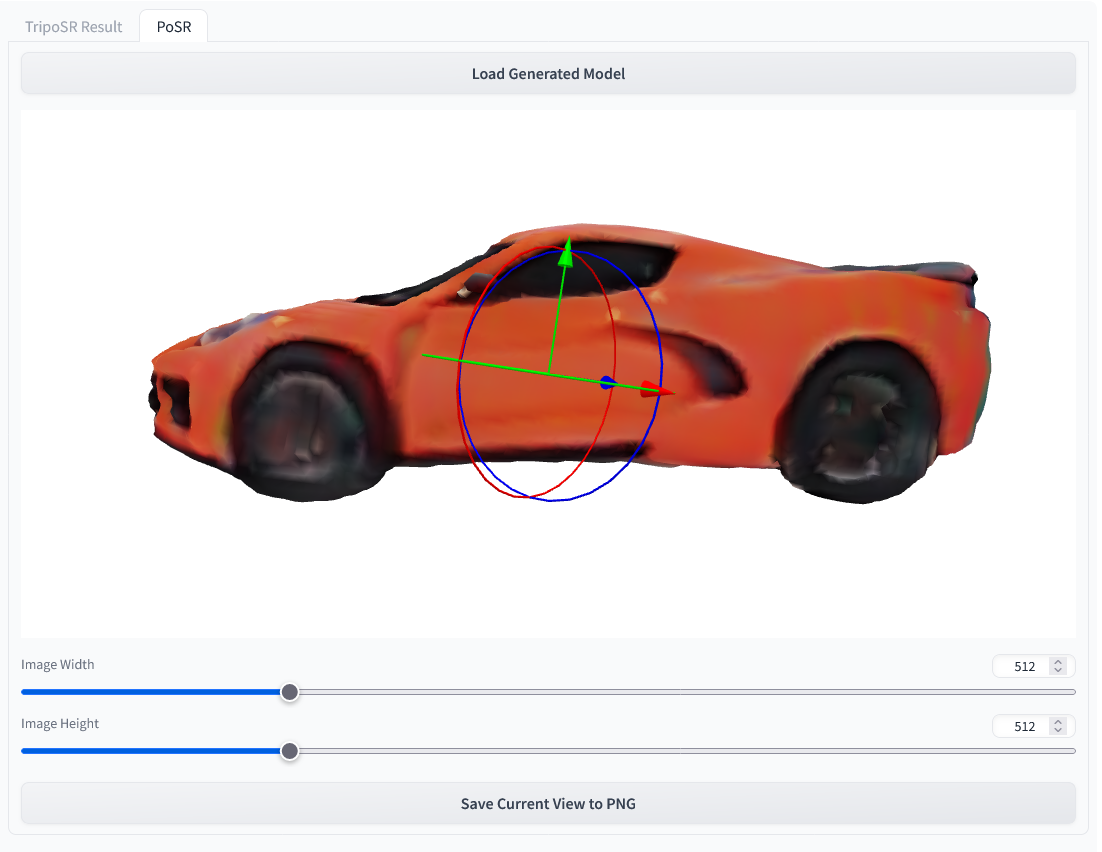 TripoSR Result
PoSR
Load Generated Model
Image Width
512
Image Height
512
Save Current View to PNG